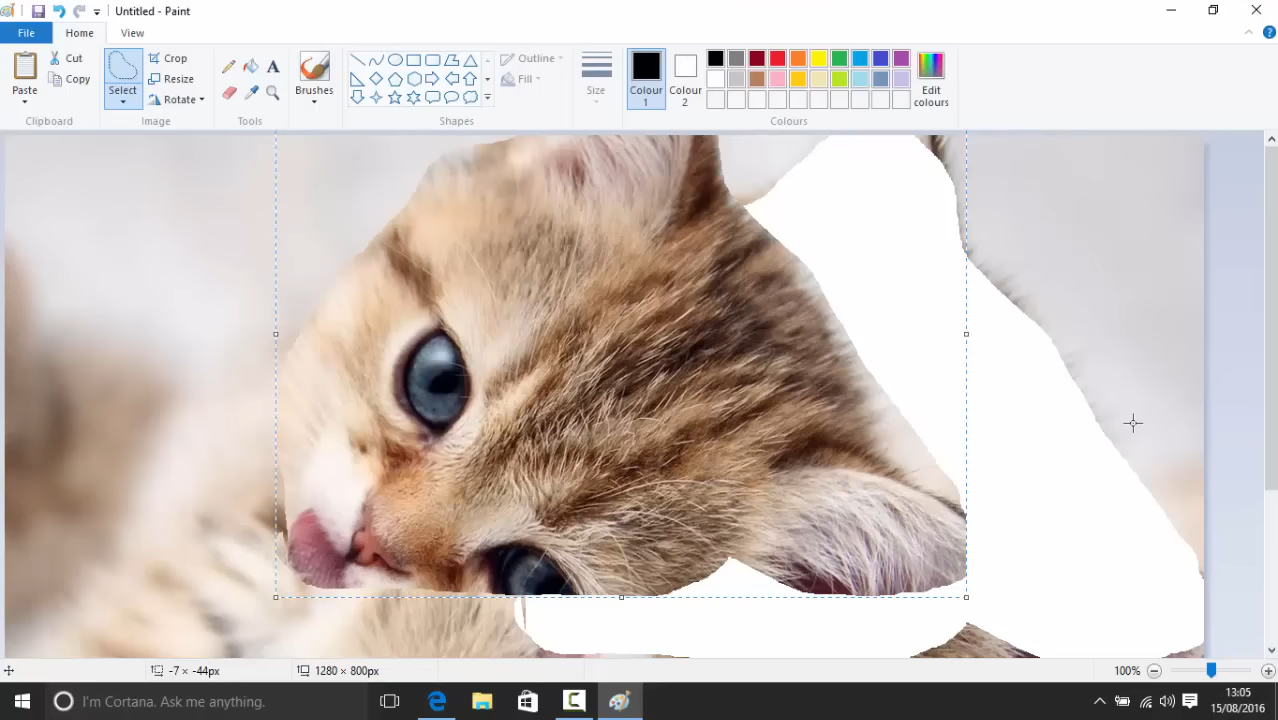 Untitled - Paint
File Home View
Paste
Cut
Copy
Clipboard
Select
Crop
Resize
Rotate
Image
A
Tools
Brushes
Outline
Fill
Shapes
Size
Colour 1
Colour 2
Edit colours
Colours
-7 × -44px
1280 × 800px
100%
I'm Cortana. Ask me anything.
13:05
15/08/2016